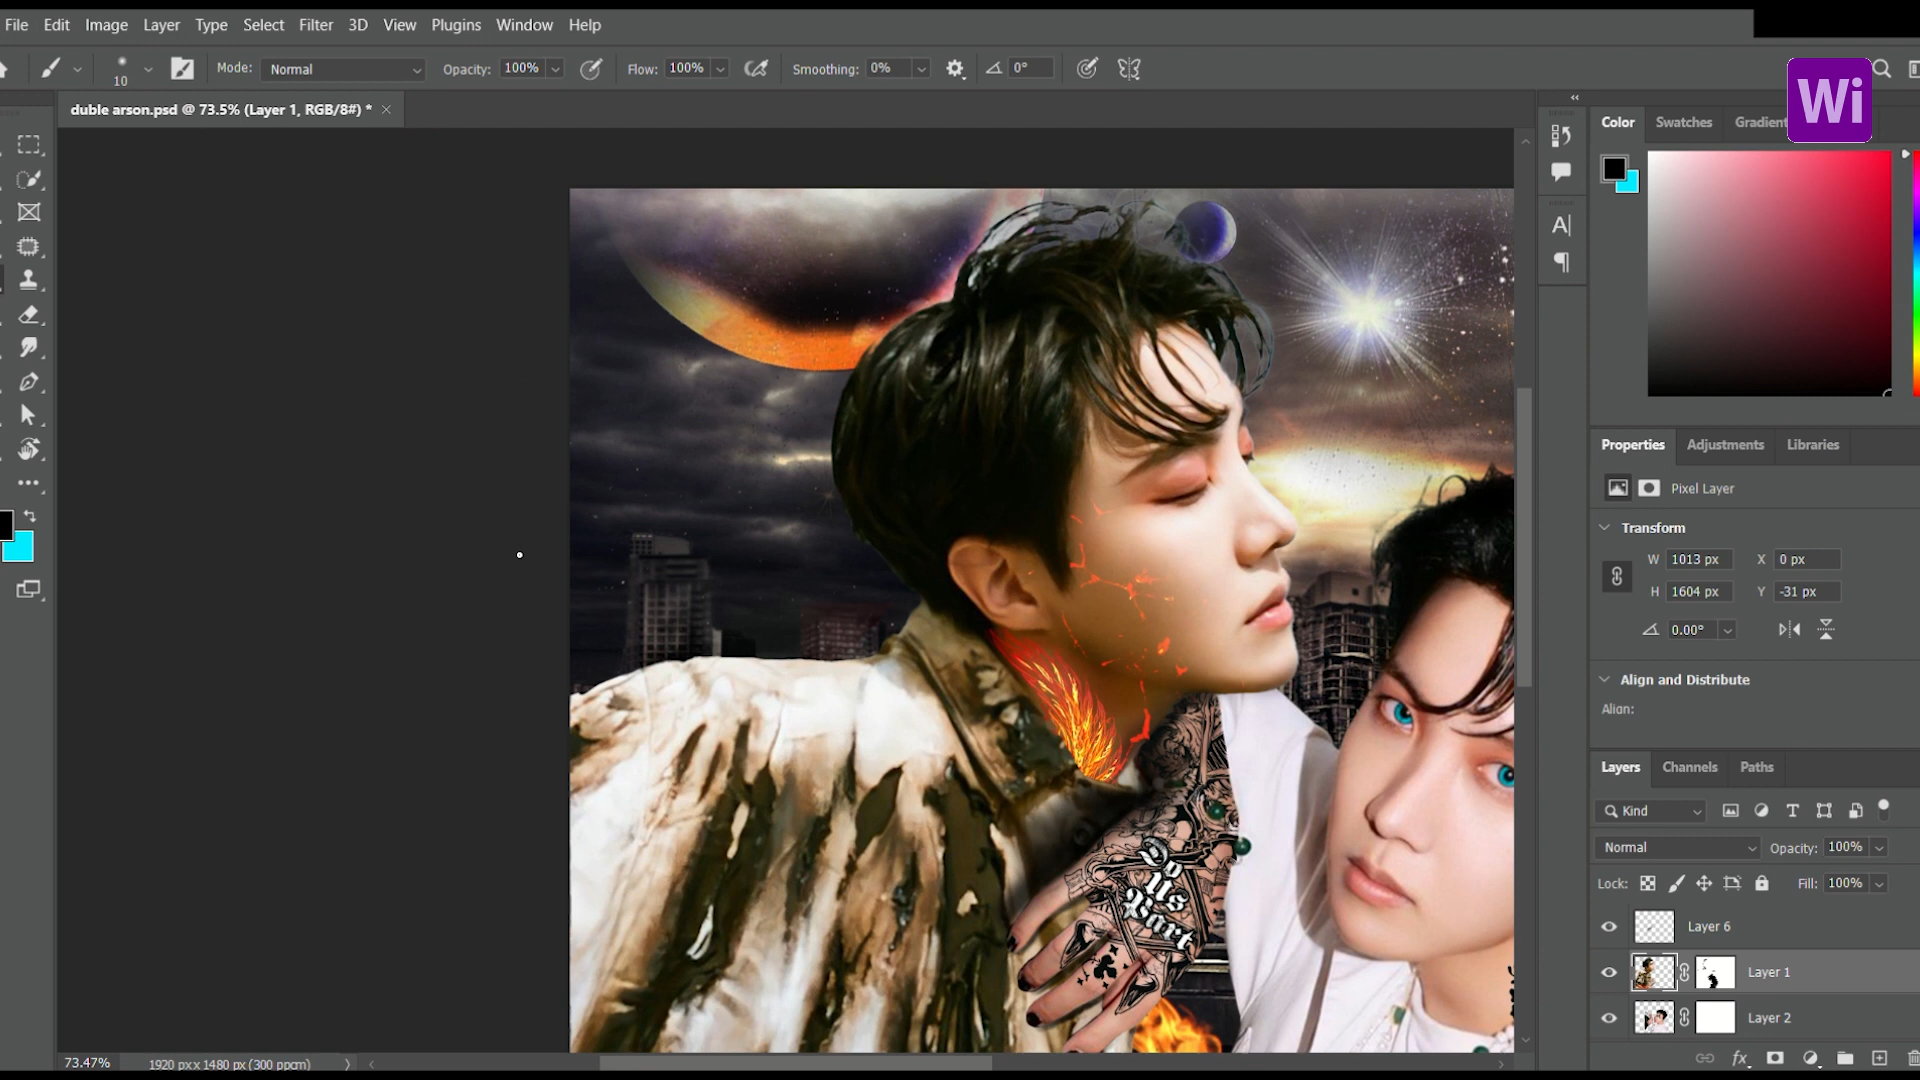 File Edit Image Layer Type Select Filter 3D View Plugins Window Help
10 Mode: Normal Opacity: 100% Flow: 100% Smoothing: 0% 0°
Wi
duble arson.psd @ 73.5% (Layer 1, RGB/8#) *
Color Swatches Gradient
Properties Adjustments Libraries
Pixel Layer
Transform
W 1013 px X 0 px
H 1604 px Y -31 px
0.00°
Align and Distribute
Align:
Layers Channels Paths
Kind
Normal Opacity: 100%
Lock: Fill: 100%
Layer 6
Layer 1
Layer 2
fx
Do
Us
Part
73.47% 1920 px x 1480 px (300 ppcm)